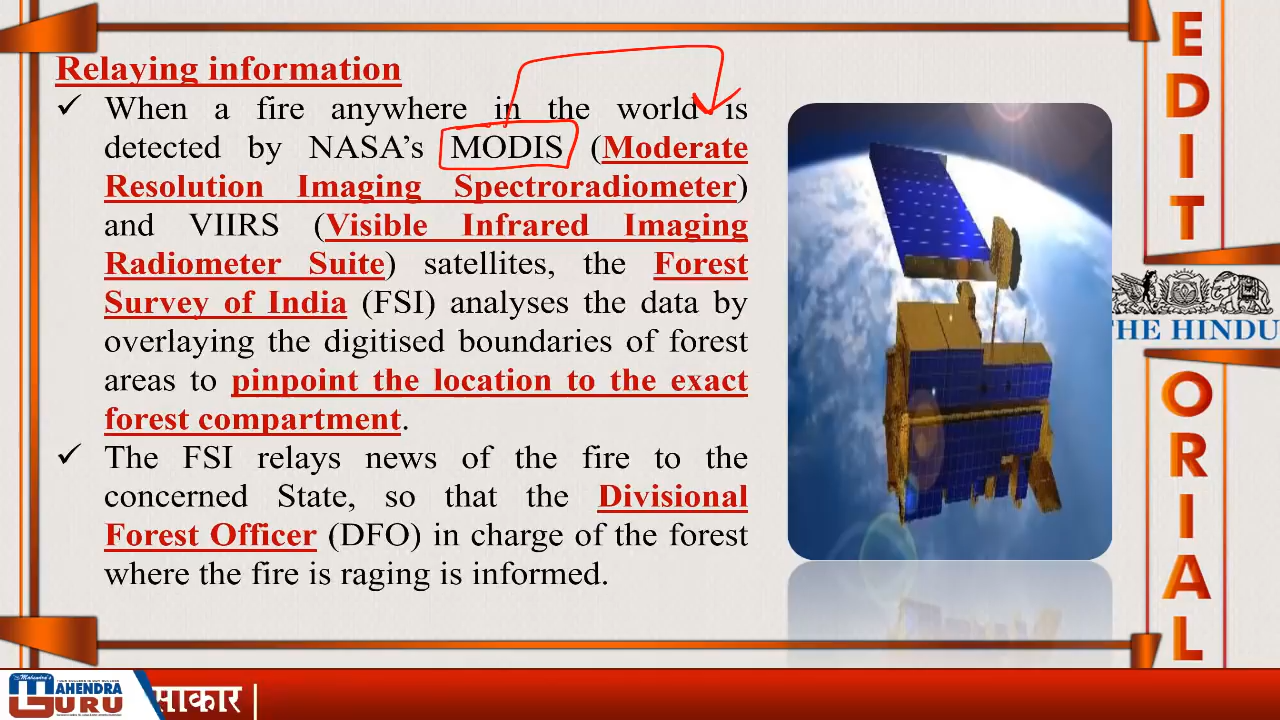 Relaying information
✓ When a fire anywhere in the world is
detected by NASA's MODIS (Moderate
Resolution Imaging Spectroradiometer)
and VIIRS (Visible Infrared Imaging
Radiometer Suite) satellites, the Forest
Survey of India (FSI) analyses the data by
overlaying the digitised boundaries of forest
areas to pinpoint the location to the exact
forest compartment.
✓ The FSI relays news of the fire to the
concerned State, so that the Divisional
Forest Officer (DFO) in charge of the forest
where the fire is raging is informed.
EDIT
THE HINDU
ORIAL
Mahendra's
MAHENDRA
GURU
साकार